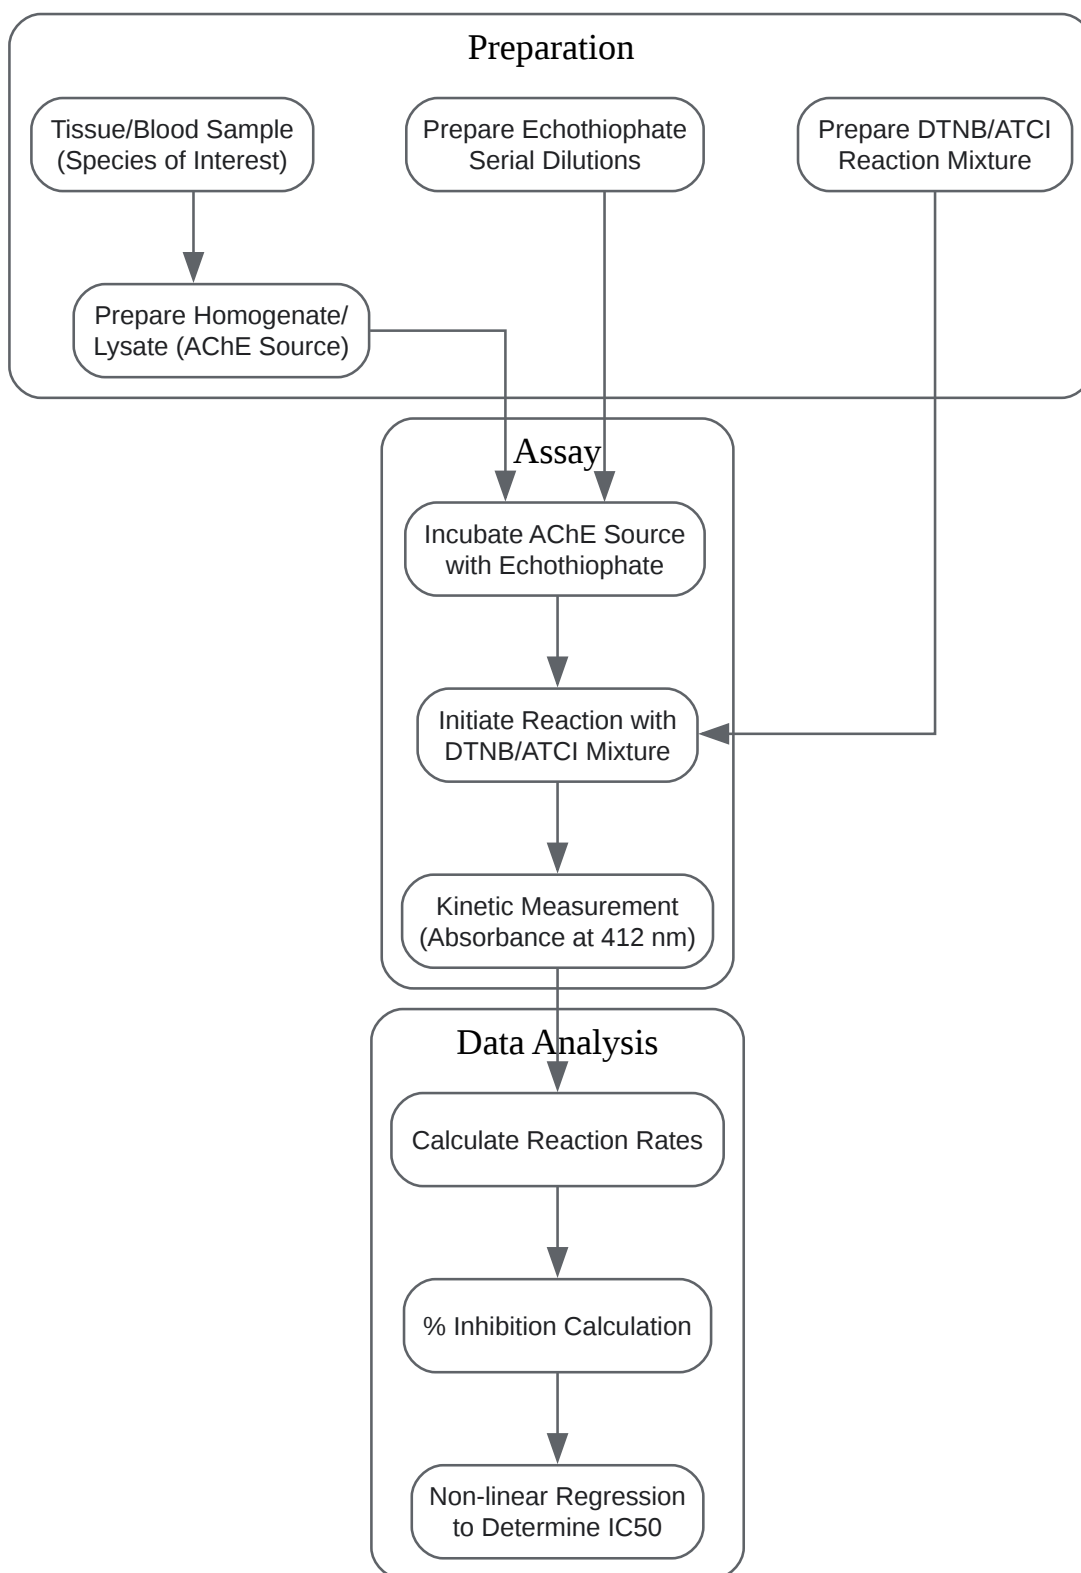 Preparation
Tissue/Blood Sample
(Species of Interest)
Prepare Echothiophate
Serial Dilutions
Prepare DTNB/ATCI
Reaction Mixture
Prepare Homogenate/
Lysate (AChE Source)
Assay
Incubate AChE Source
with Echothiophate
Initiate Reaction with
DTNB/ATCI Mixture
Kinetic Measurement
(Absorbance at 412 nm)
Data Analysis
Calculate Reaction Rates
% Inhibition Calculation
Non-linear Regression
to Determine IC50